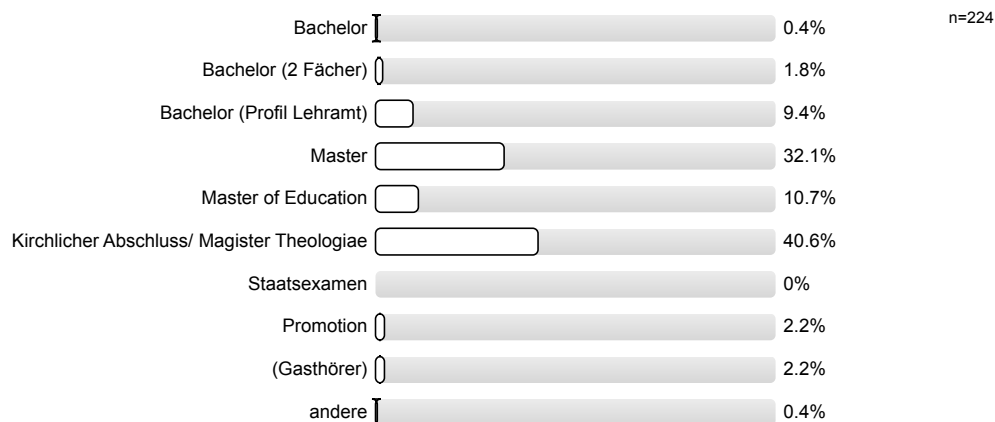 n=224
Bachelor 0.4%
Bachelor (2 Fächer) 1.8%
Bachelor (Profil Lehramt) 9.4%
Master 32.1%
Master of Education 10.7%
Kirchlicher Abschluss/ Magister Theologiae 40.6%
Staatsexamen 0%
Promotion 2.2%
(Gasthörer) 2.2%
andere 0.4%